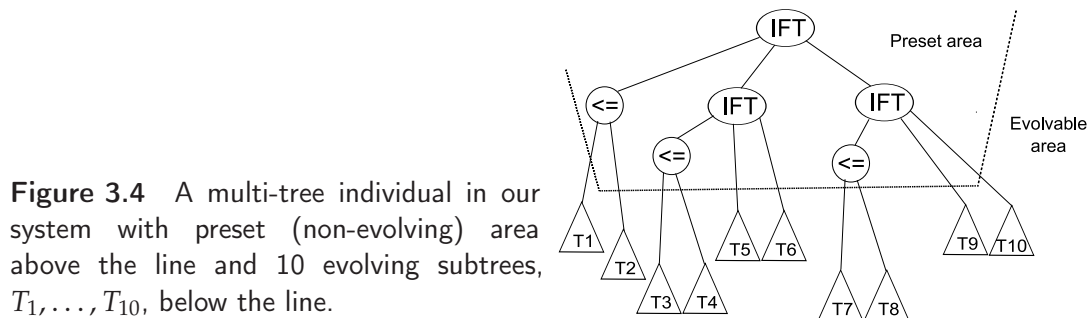 Figure 3.4 A multi-tree individual in our
system with preset (non-evolving) area
above the line and 10 evolving subtrees,
T1, . . . , T10, below the line.
IFT
Preset area
<=
IFT
IFT
Evolvable
area
<=
<=
T1
T2
T3
T4
T5
T6
T7
T8
T9
T10